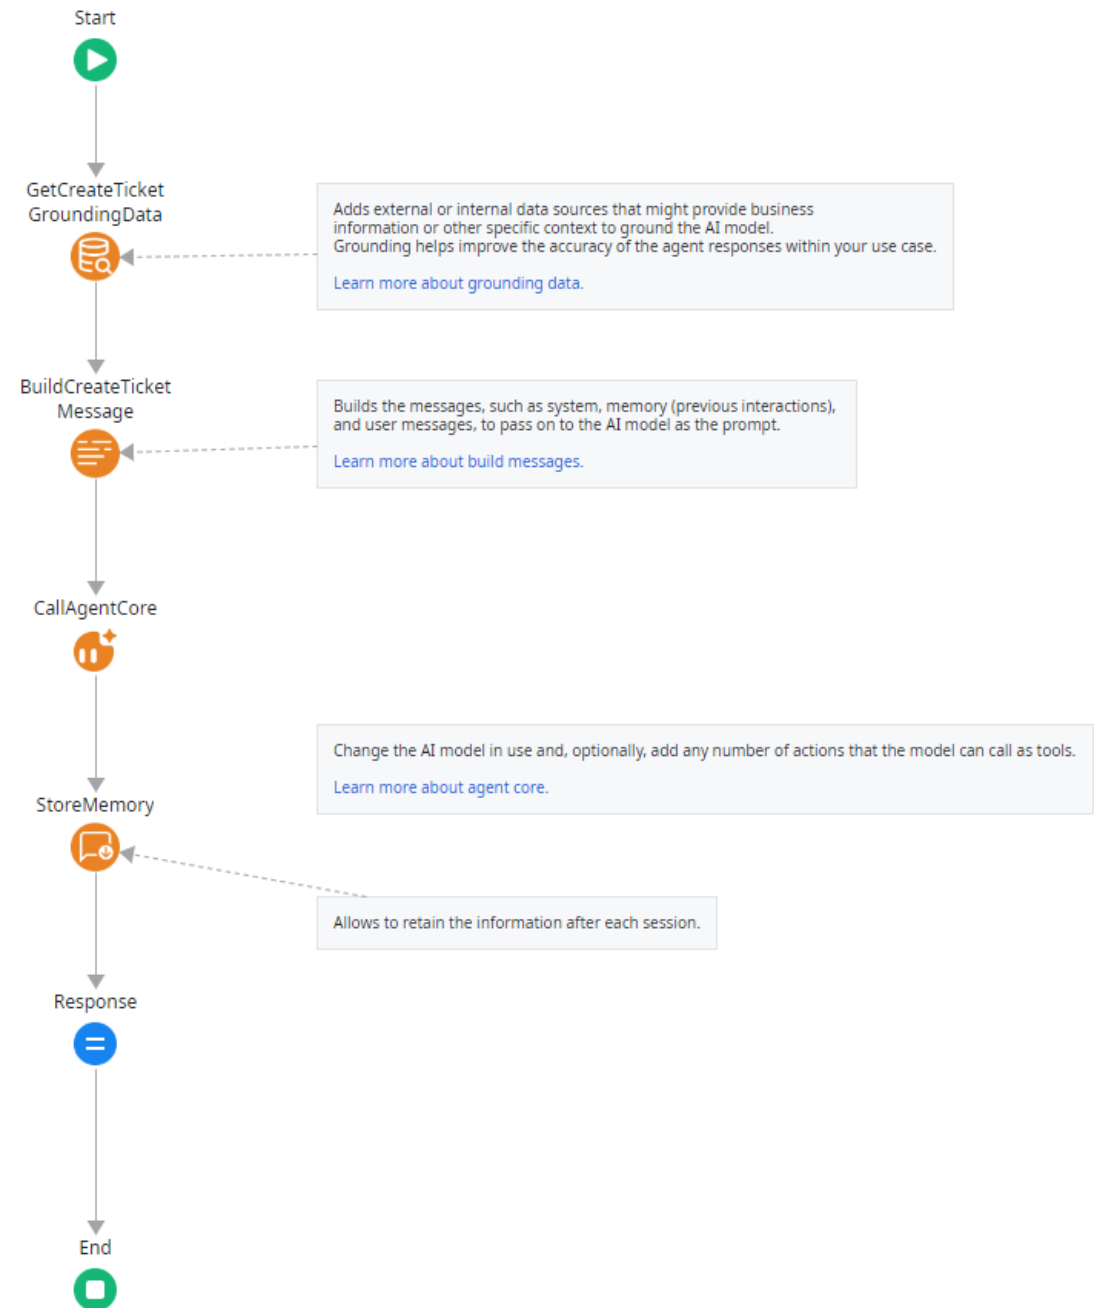 Start
GetCreateTicket
GroundingData
Adds external or internal data sources that might provide business
information or other specific context to ground the AI model.
Grounding helps improve the accuracy of the agent responses within your use case.
Learn more about grounding data.
BuildCreateTicket
Message
Builds the messages, such as system, memory (previous interactions),
and user messages, to pass on to the AI model as the prompt.
Learn more about build messages.
CallAgentCore
Change the AI model in use and, optionally, add any number of actions that the model can call as tools.
Learn more about agent core.
StoreMemory
Allows to retain the information after each session.
Response
End